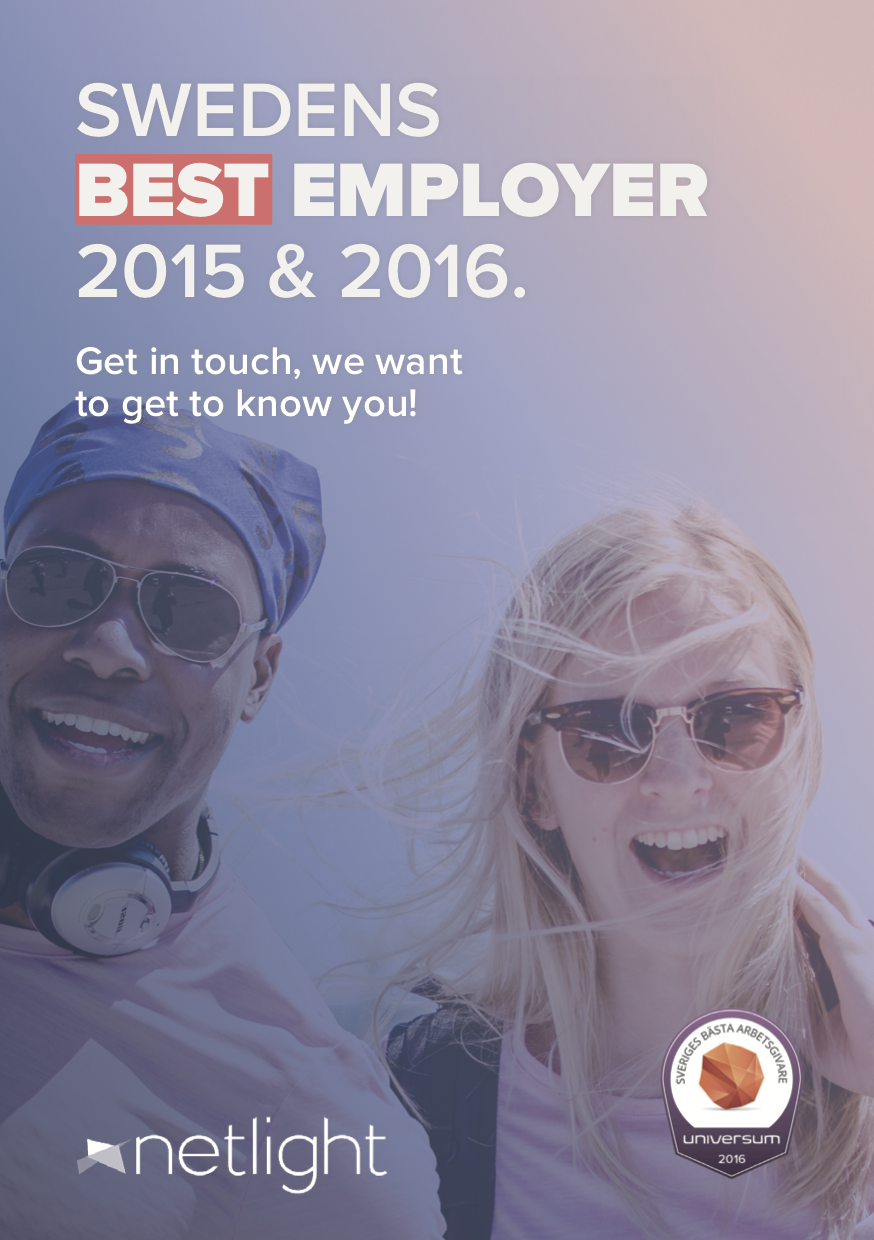 SWEDENS
BEST EMPLOYER
2015 & 2016.
Get in touch, we want
to get to know you!
SVERIGES BÄSTA ARBETSGIVARE
universum
2016
netlight